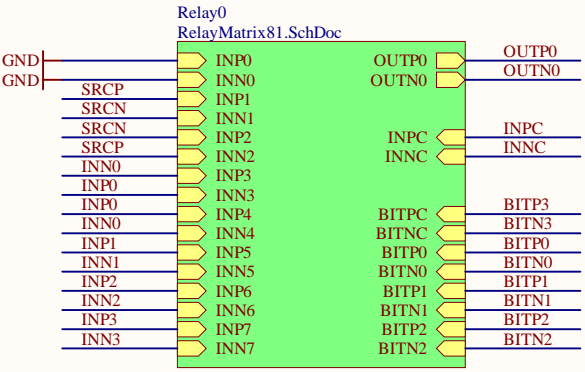 Relay0
RelayMatrix81.SchDoc
GND INP0 OUTP0 OUTP0
GND INN0 OUTN0 OUTN0
SRCP INP1
SRCN INN1
SRCN INP2 INPC INPC
SRCP INN2 INNC INNC
INN0 INP3
INP0 INN3
INP0 INP4 BITPC BITP3
INN0 INN4 BITNC BITN3
INP1 INP5 BITP0 BITP0
INN1 INN5 BITN0 BITN0
INP2 INP6 BITP1 BITP1
INN2 INN6 BITN1 BITN1
INP3 INP7 BITP2 BITP2
INN3 INN7 BITN2 BITN2